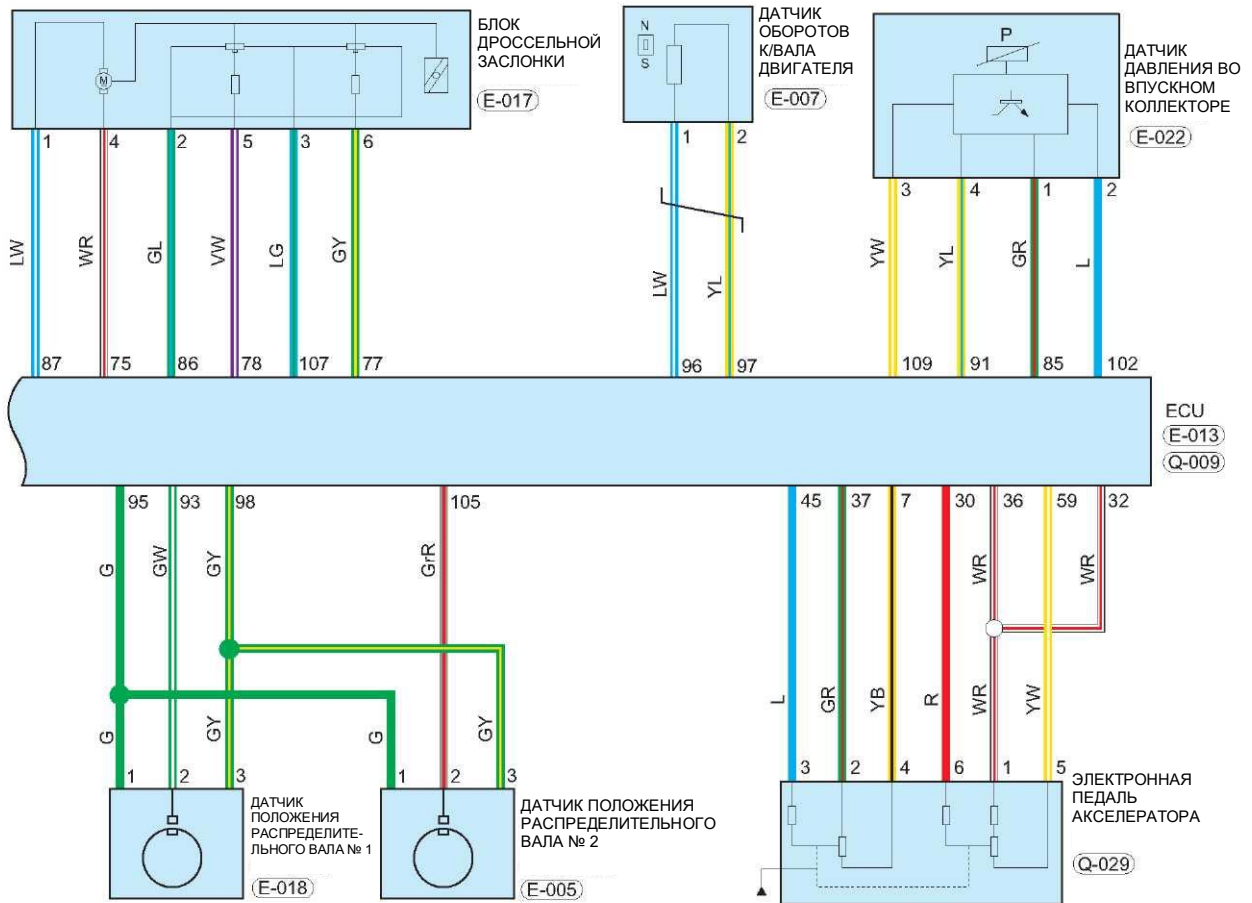 БЛОК
ДРОССЕЛЬНОЙ
ЗАСЛОНКИ
E-017
M
N
S
ДАТЧИК
ОБОРОТОВ
К/ВАЛА
ДВИГАТЕЛЯ
E-007
P
ДАТЧИК
ДАВЛЕНИЯ ВО
ВПУСКНОМ
КОЛЛЕКТОРЕ
E-022
1 4 2 5 3 6
1 2
3 4 1 2
LW WR GL VW LG GY
LW YL
YW YL GR L
87 75 86 78 107 77
96 97
109 91 85 102
ECU
E-013
Q-009
95 93 98
105
45 37 7 30 36 59 32
G GW GY
GrR
WR WR
G GY G GY
L GR YB R WR YW
1 2 3
1 2 3
3 2 4 6 1 5
ДАТЧИК
ПОЛОЖЕНИЯ
РАСПРЕДЕЛИТЕ-
ЛЬНОГО ВАЛА № 1
E-018
ДАТЧИК ПОЛОЖЕНИЯ
РАСПРЕДЕЛИТЕЛЬНОГО
ВАЛА № 2
E-005
ЭЛЕКТРОННАЯ
ПЕДАЛЬ
АКСЕЛЕРАТОРА
Q-029